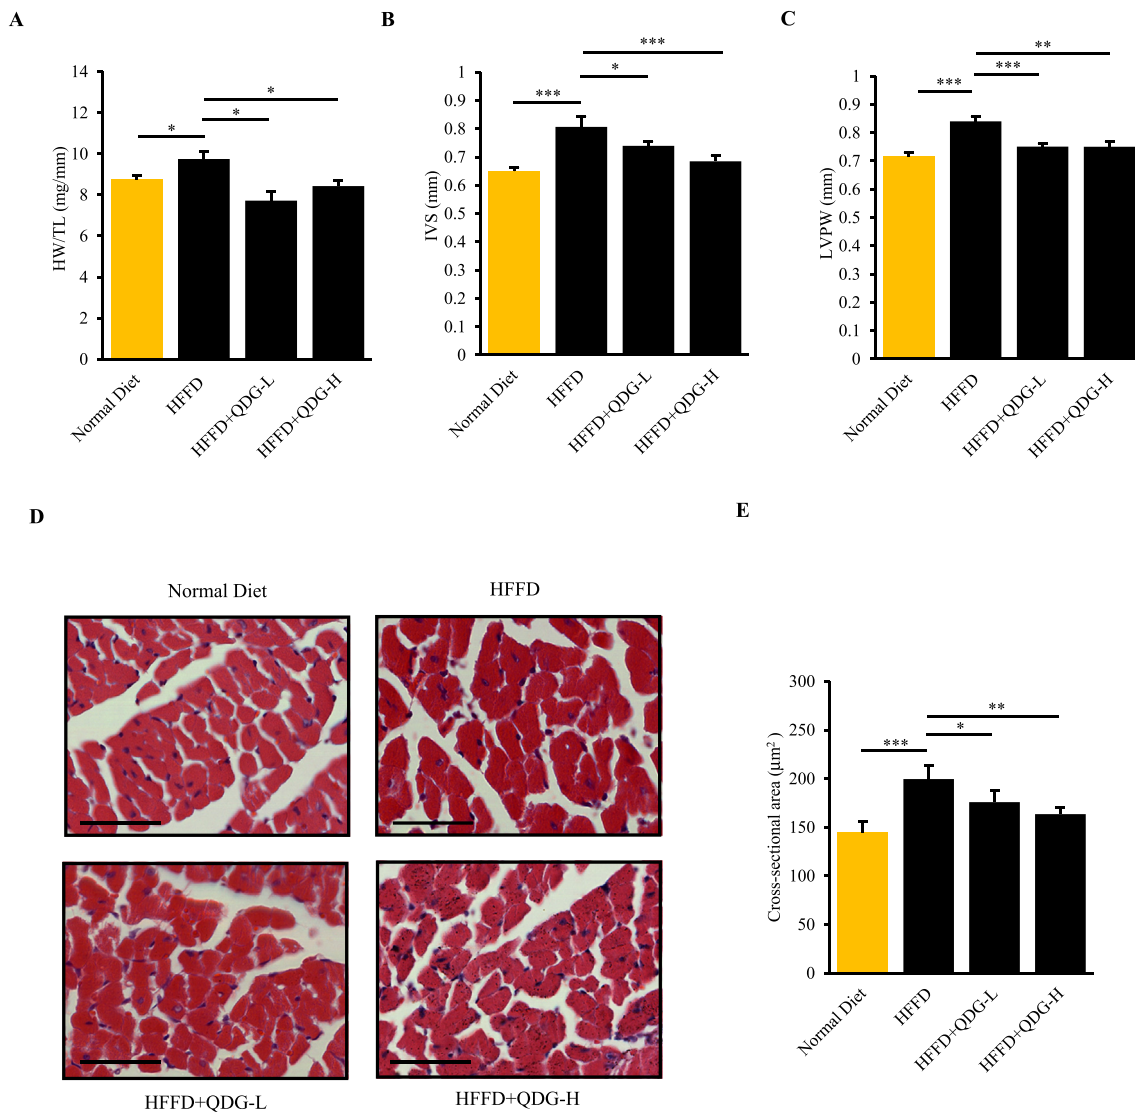 A
HW/TL (mg/mm)
14
12
10
8
6
4
2
0
*
*
*
Normal Diet
HFFD
HFFD+QDG-L
HFFD+QDG-H
B
IVS (mm)
1
0.9
0.8
0.7
0.6
0.5
0.4
0.3
0.2
0.1
0
***
*
***
Normal Diet
HFFD
HFFD+QDG-L
HFFD+QDG-H
C
LVPW (mm)
1
0.9
0.8
0.7
0.6
0.5
0.4
0.3
0.2
0.1
0
**
***
***
Normal Diet
HFFD
HFFD+QDG-L
HFFD+QDG-H
D
Normal Diet
HFFD
HFFD+QDG-L
HFFD+QDG-H
E
Cross-sectional area (μm²)
300
250
200
150
100
50
0
**
*
***
Normal Diet
HFFD
HFFD+QDG-L
HFFD+QDG-H